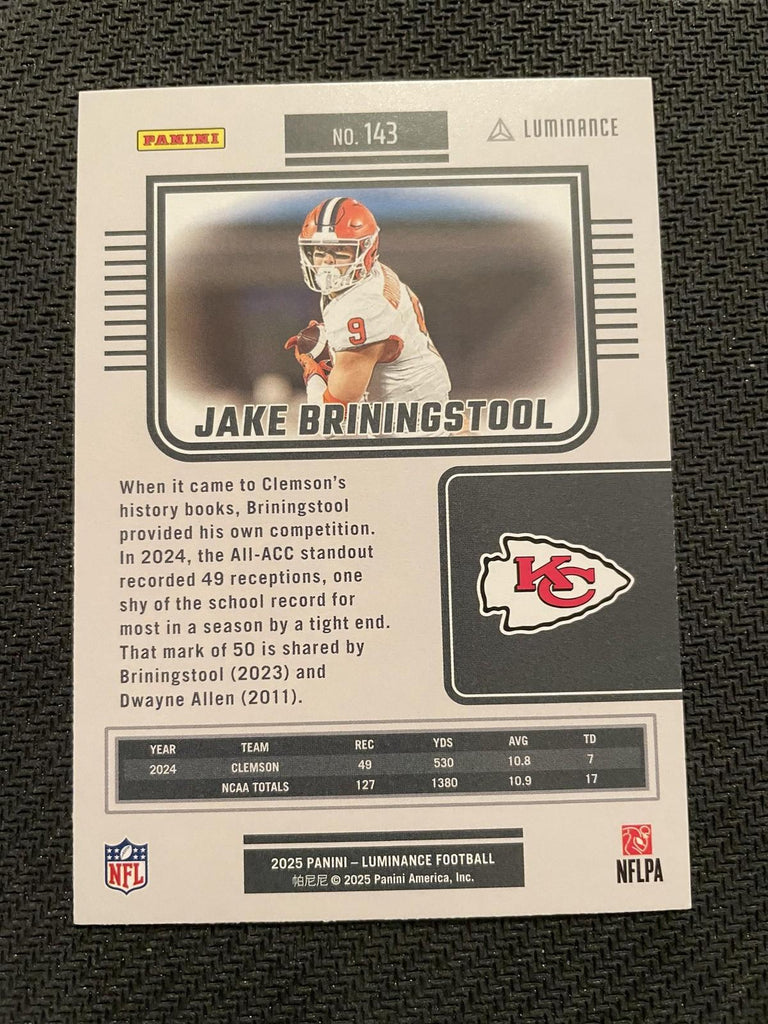 PANINI
NO. 143
LUMINANCE
9
JAKE BRININGSTOOL
When it came to Clemson's
history books, Briningstool
provided his own competition.
In 2024, the All-ACC standout
recorded 49 receptions, one
shy of the school record for
most in a season by a tight end.
That mark of 50 is shared by
Briningstool (2023) and
Dwayne Allen (2011).
KC
YEAR TEAM REC YDS AVG TD
2024 CLEMSON 49 530 10.8 7
NCAA TOTALS 127 1380 10.9 17
NFL
2025 PANINI – LUMINANCE FOOTBALL
帕尼尼 © 2025 Panini America, Inc.
NFLPA